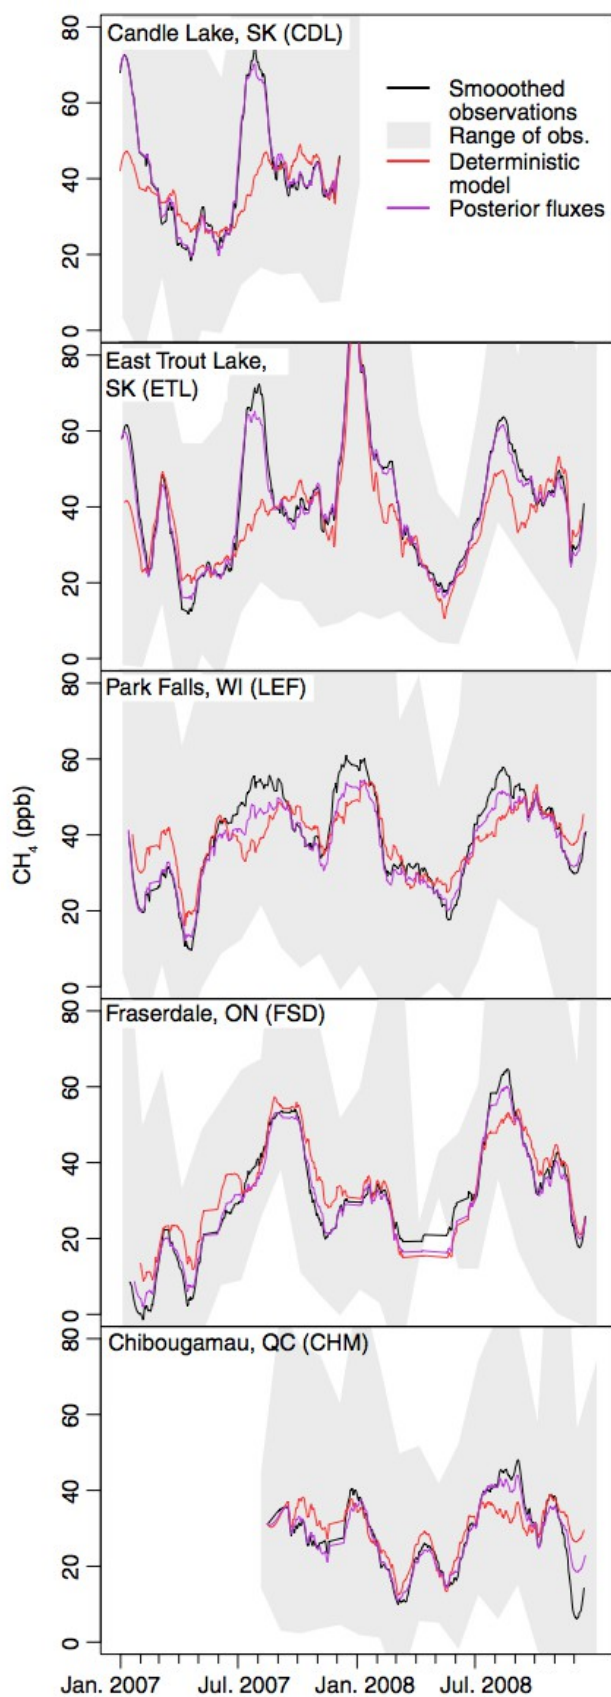 Candle Lake, SK (CDL)
Smooothed
observations
Range of obs.
Deterministic
model
Posterior fluxes
80
60
40
20
0
East Trout Lake,
SK (ETL)
80
60
40
20
0
Park Falls, WI (LEF)
80
60
40
20
0
CH4 (ppb)
Fraserdale, ON (FSD)
80
60
40
20
0
Chibougamau, QC (CHM)
80
60
40
20
0
Jan. 2007 Jul. 2007 Jan. 2008 Jul. 2008